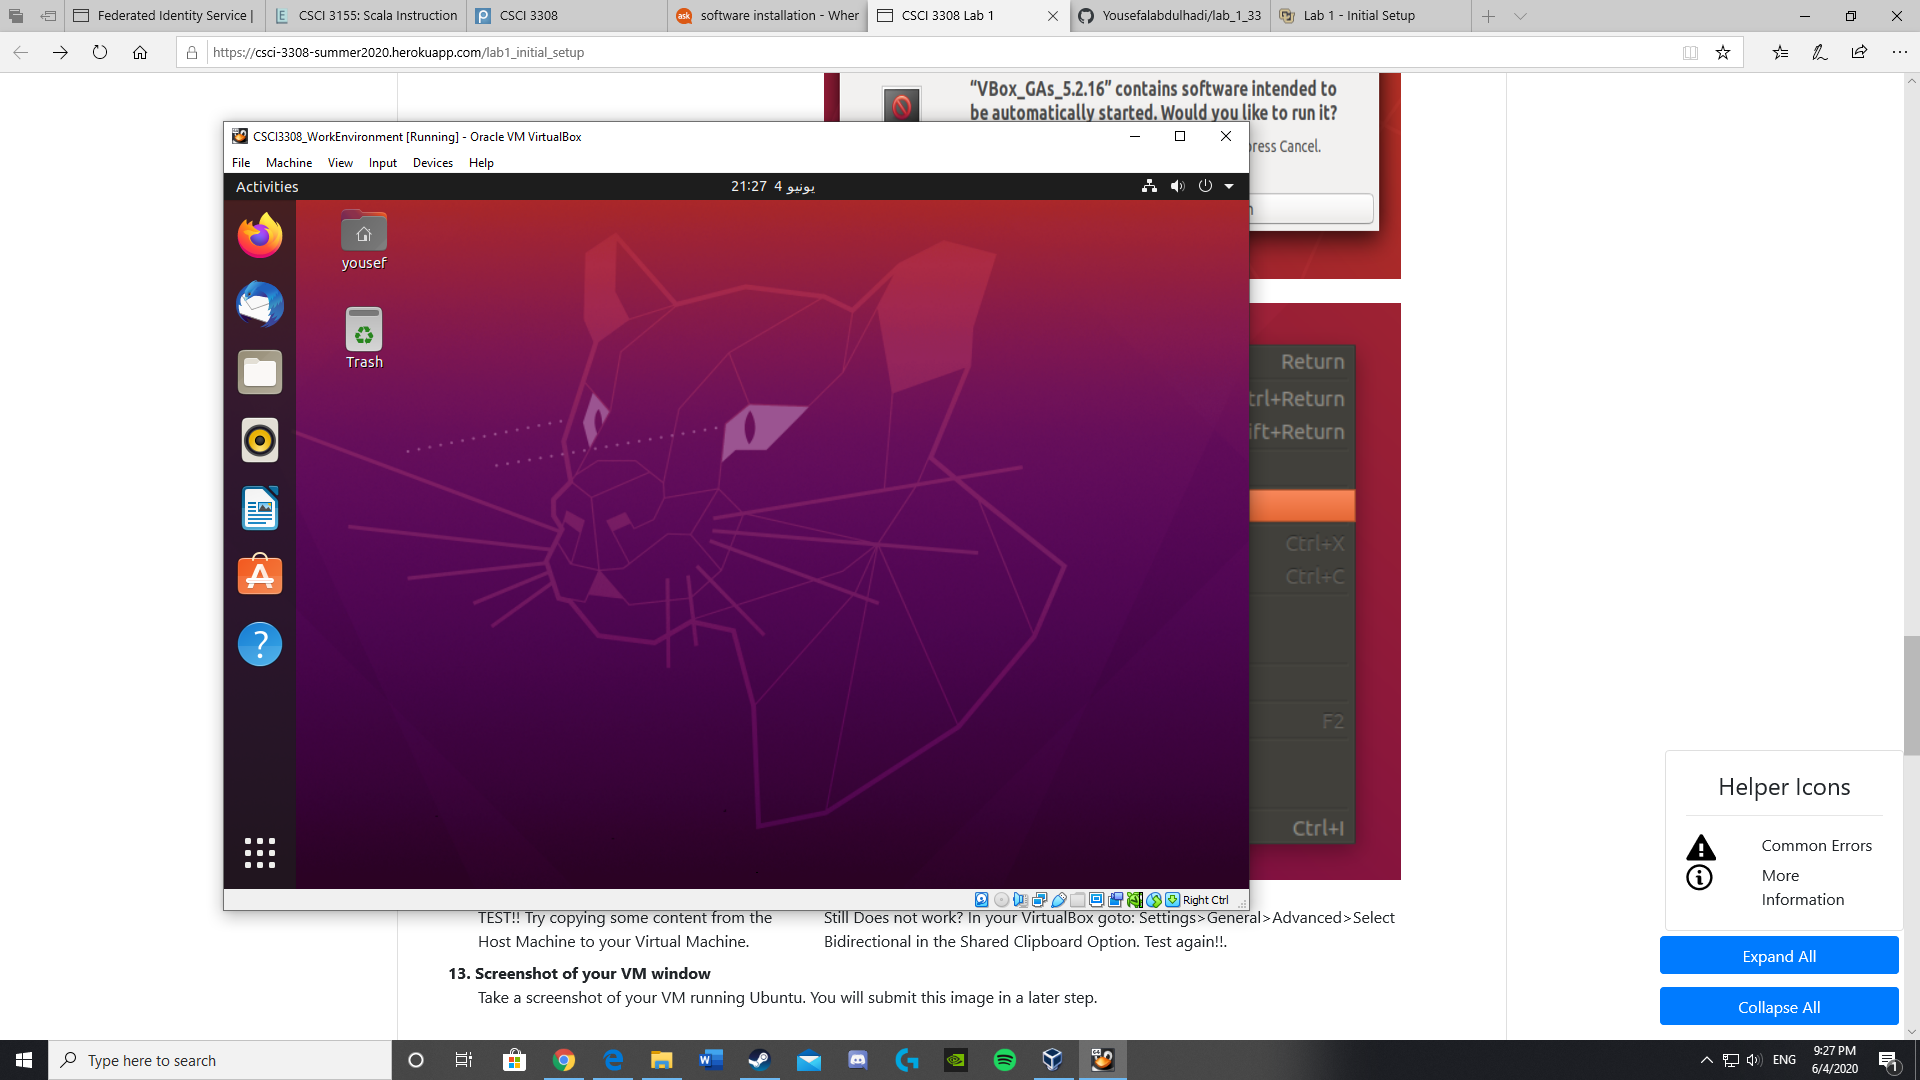 Federated Identity Service |
CSCI 3155: Scala Instruction
CSCI 3308
software installation - Wher
CSCI 3308 Lab 1
Yousefalabdulhadi/lab_1_33
Lab 1 - Initial Setup
https://csci-3308-summer2020.herokuapp.com/lab1_initial_setup
“VBox_GAs_5.2.16” contains software intended to
be automatically started. Would you like to run it?
press Cancel.
CSCI3308_WorkEnvironment [Running] - Oracle VM VirtualBox
File Machine View Input Devices Help
Activities
21:27 4 يونيو
yousef
Trash
Return
trl+Return
ift+Return
Ctrl+X
Ctrl+C
F2
Ctrl+I
Right Ctrl
TEST!! Try copying some content from the
Host Machine to your Virtual Machine.
Still Does not work? In your VirtualBox goto: Settings>General>Advanced>Select
Bidirectional in the Shared Clipboard Option. Test again!!.
13. Screenshot of your VM window
Take a screenshot of your VM running Ubuntu. You will submit this image in a later step.
Helper Icons
Common Errors
More
Information
Expand All
Collapse All
Type here to search
ENG
9:27 PM
6/4/2020
1